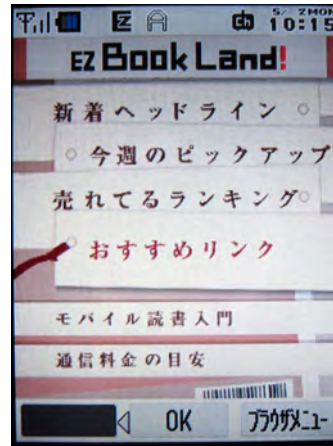 5/ 2MON
10:15
EZ Book Land!
新着ヘッドライン
今週のピックアップ
売れてるランキング
おすすめリンク
モバイル読書入門
通信料金の目安
OK ブラウザメニュー